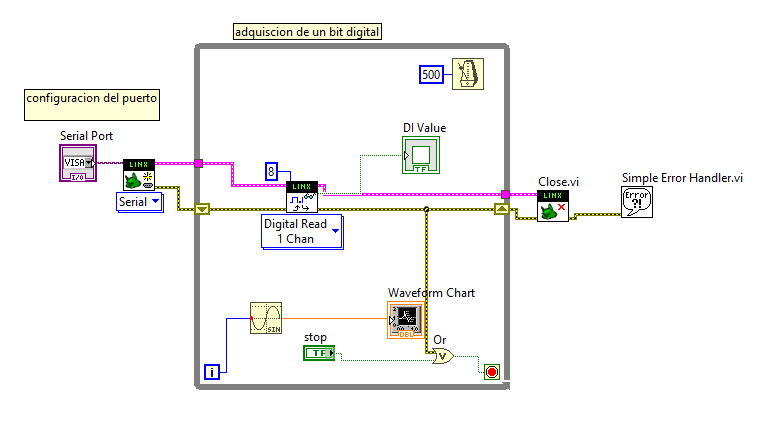 adquiscion de un bit digital
500
configuracion del puerto
Serial Port
DI Value
VISA
I/O
LINX
Serial
8
LINX
TF
Digital Read
1 Chan
Close.vi
LINX
Simple Error Handler.vi
Error
?!
Waveform Chart
SIN
DBL
stop
TF
Or
V
i